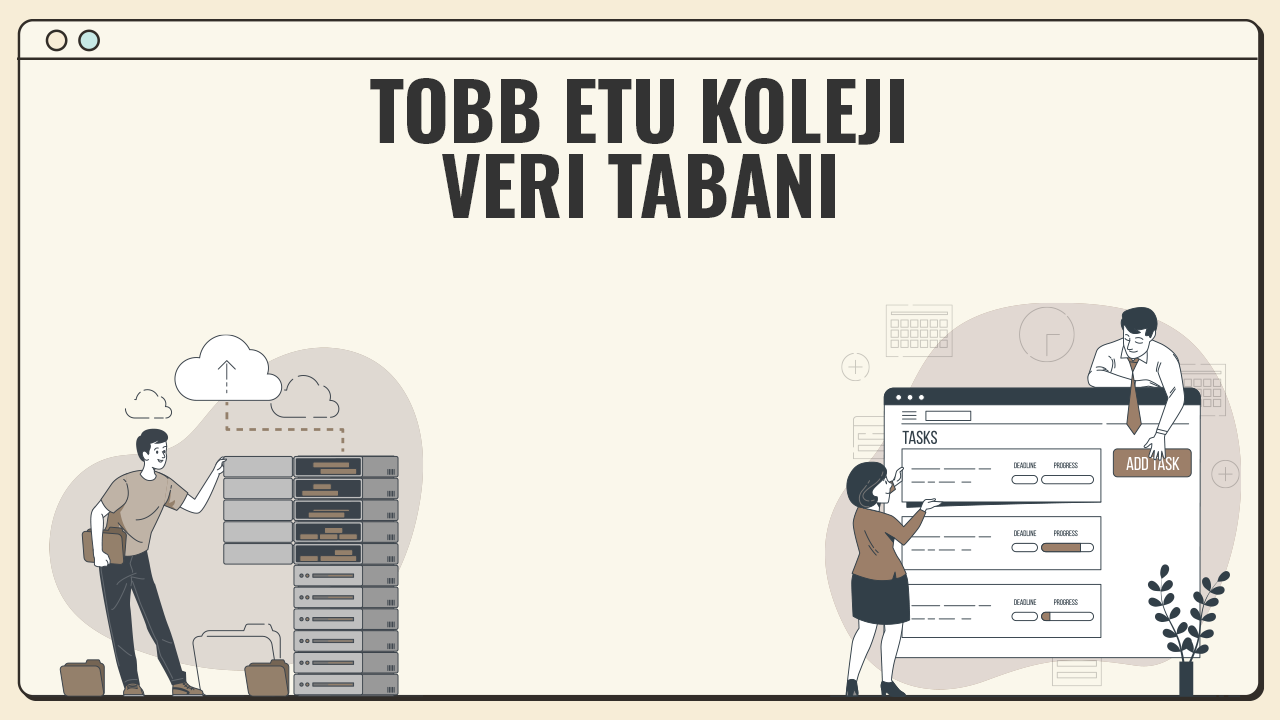 TOBB ETU KOLEJI
VERI TABANI
TASKS
DEADLINE PROGRESS
ADD TASK
DEADLINE PROGRESS
DEADLINE PROGRESS